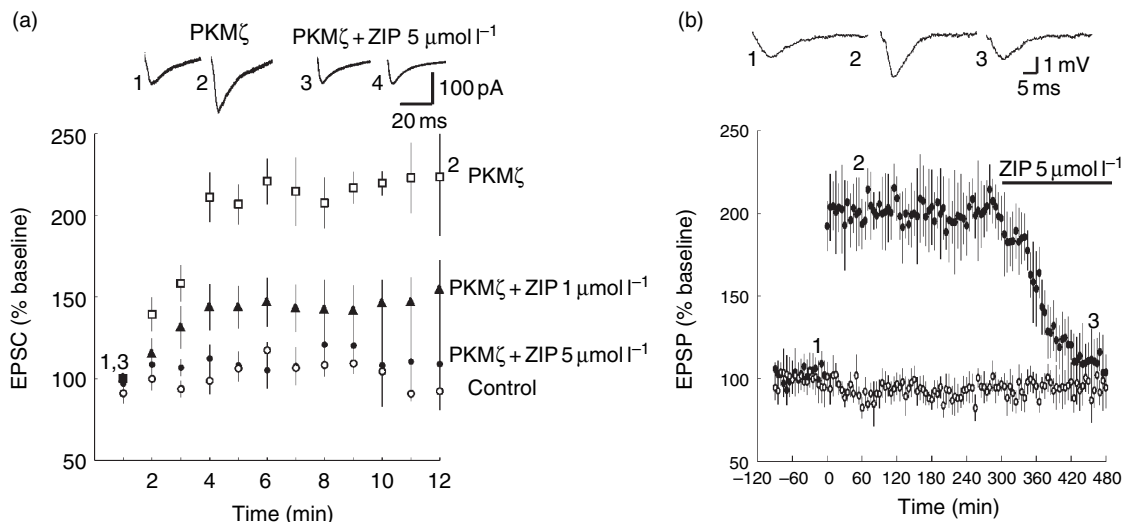 (a)
PKMζ
PKMζ + ZIP 5 μmol l⁻¹
1
2
3
4
100 pA
20 ms
250
200
150
100
50
EPSC (% baseline)
2
PKMζ
PKMζ + ZIP 1 μmol l⁻¹
1,3
PKMζ + ZIP 5 μmol l⁻¹
Control
2 4 6 8 10 12
Time (min)
(b)
1
2
3
1 mV
5 ms
250
200
150
100
50
EPSP (% baseline)
2
ZIP 5 μmol l⁻¹
1
3
−120 −60 0 60 120 180 240 300 360 420 480
Time (min)